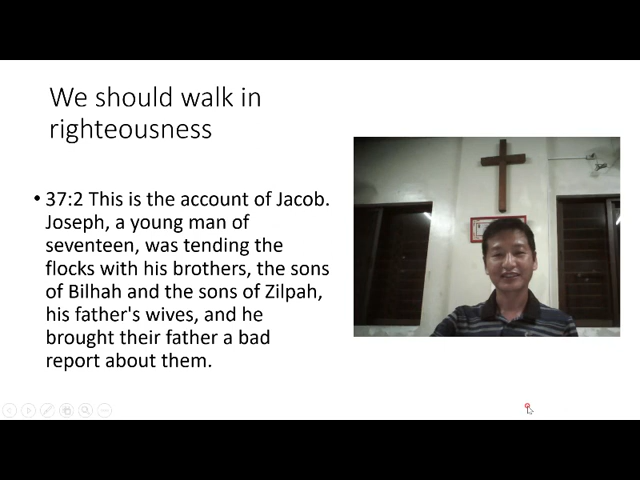 We should walk in
righteousness
• 37:2 This is the account of Jacob.
Joseph, a young man of
seventeen, was tending the
flocks with his brothers, the sons
of Bilhah and the sons of Zilpah,
his father's wives, and he
brought their father a bad
report about them.